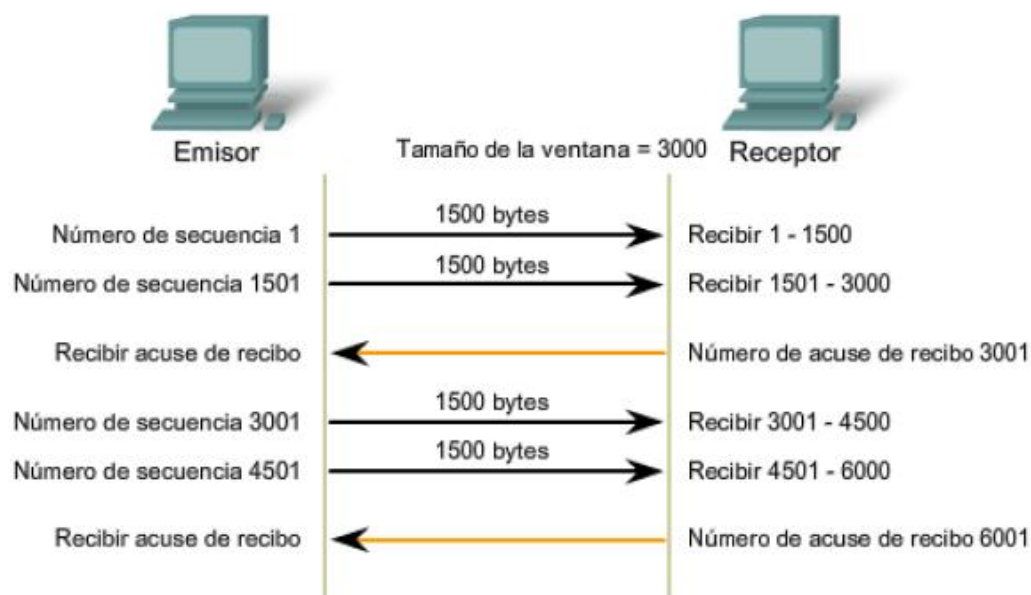 Emisor
Tamaño de la ventana = 3000
Receptor
Número de secuencia 1
1500 bytes
Recibir 1 - 1500
Número de secuencia 1501
1500 bytes
Recibir 1501 - 3000
Recibir acuse de recibo
Número de acuse de recibo 3001
Número de secuencia 3001
1500 bytes
Recibir 3001 - 4500
Número de secuencia 4501
1500 bytes
Recibir 4501 - 6000
Recibir acuse de recibo
Número de acuse de recibo 6001